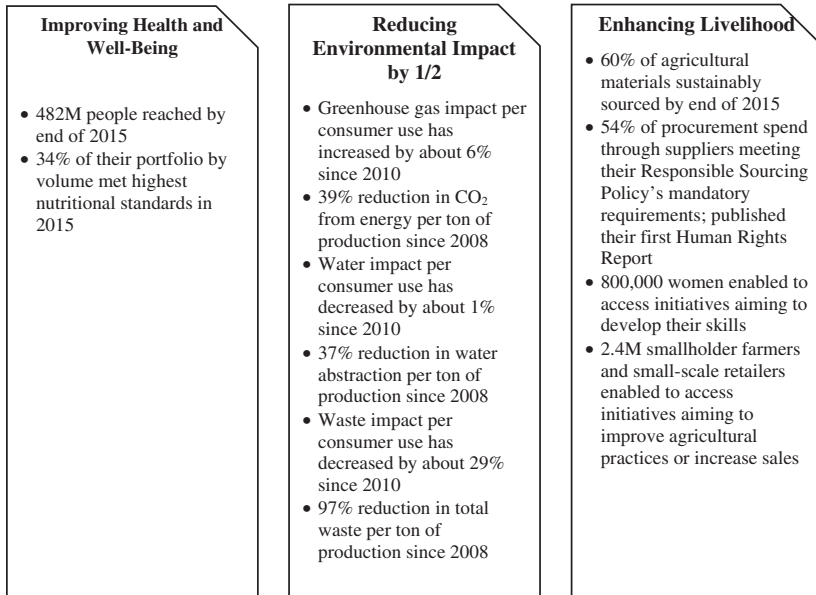 Improving Health and
Well-Being
• 482M people reached by
end of 2015
• 34% of their portfolio by
volume met highest
nutritional standards in
2015
Reducing
Environmental Impact
by 1/2
• Greenhouse gas impact per
consumer use has
increased by about 6%
since 2010
• 39% reduction in CO₂
from energy per ton of
production since 2008
• Water impact per
consumer use has
decreased by about 1%
since 2010
• 37% reduction in water
abstraction per ton of
production since 2008
• Waste impact per
consumer use has
decreased by about 29%
since 2010
• 97% reduction in total
waste per ton of
production since 2008
Enhancing Livelihood
• 60% of agricultural
materials sustainably
sourced by end of 2015
• 54% of procurement spend
through suppliers meeting
their Responsible Sourcing
Policy's mandatory
requirements; published
their first Human Rights
Report
• 800,000 women enabled to
access initiatives aiming to
develop their skills
• 2.4M smallholder farmers
and small-scale retailers
enabled to access
initiatives aiming to
improve agricultural
practices or increase sales